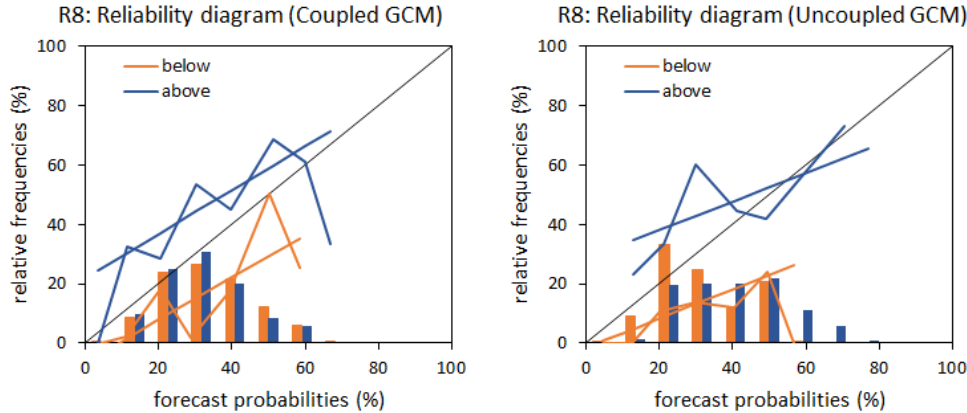 R8: Reliability diagram (Coupled GCM)
100
80
60
40
20
0
relative frequencies (%)
below
above
0 20 40 60 80 100
forecast probabilities (%)
R8: Reliability diagram (Uncoupled GCM)
100
80
60
40
20
0
relative frequencies (%)
below
above
0 20 40 60 80 100
forecast probabilities (%)